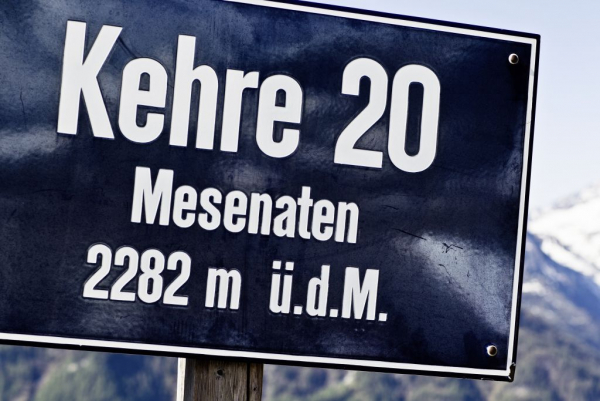 Kehre 20
Mesenaten
2282 m ü.d.M.